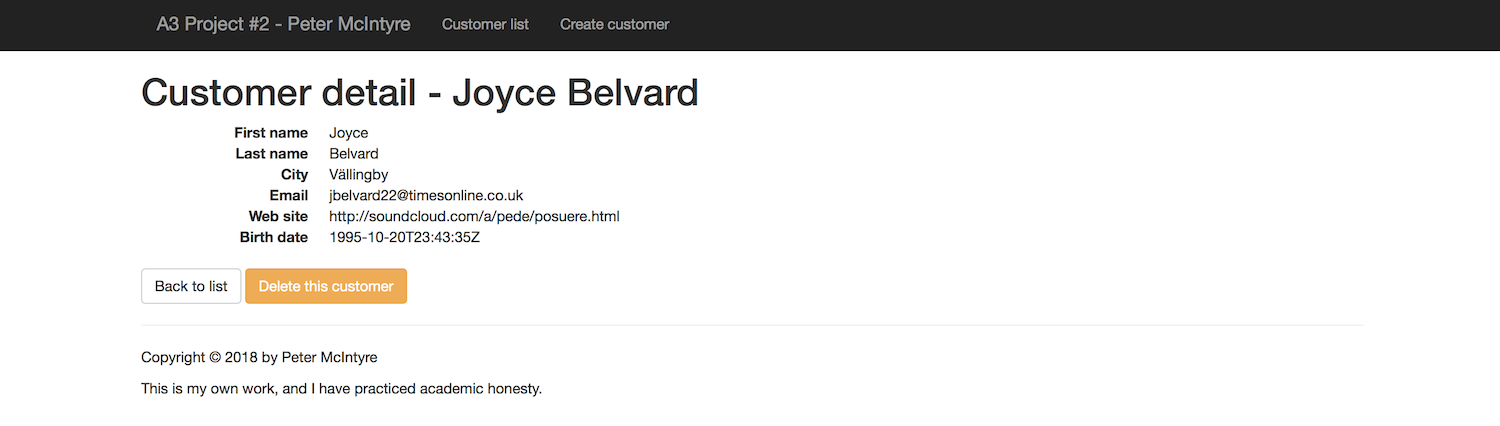 A3 Project #2 - Peter McIntyre Customer list Create customer
Customer detail - Joyce Belvard
First name Joyce
Last name Belvard
City Vällingby
Email jbelvard22@timesonline.co.uk
Web site http://soundcloud.com/a/pede/posuere.html
Birth date 1995-10-20T23:43:35Z
Back to list Delete this customer
Copyright © 2018 by Peter McIntyre
This is my own work, and I have practiced academic honesty.